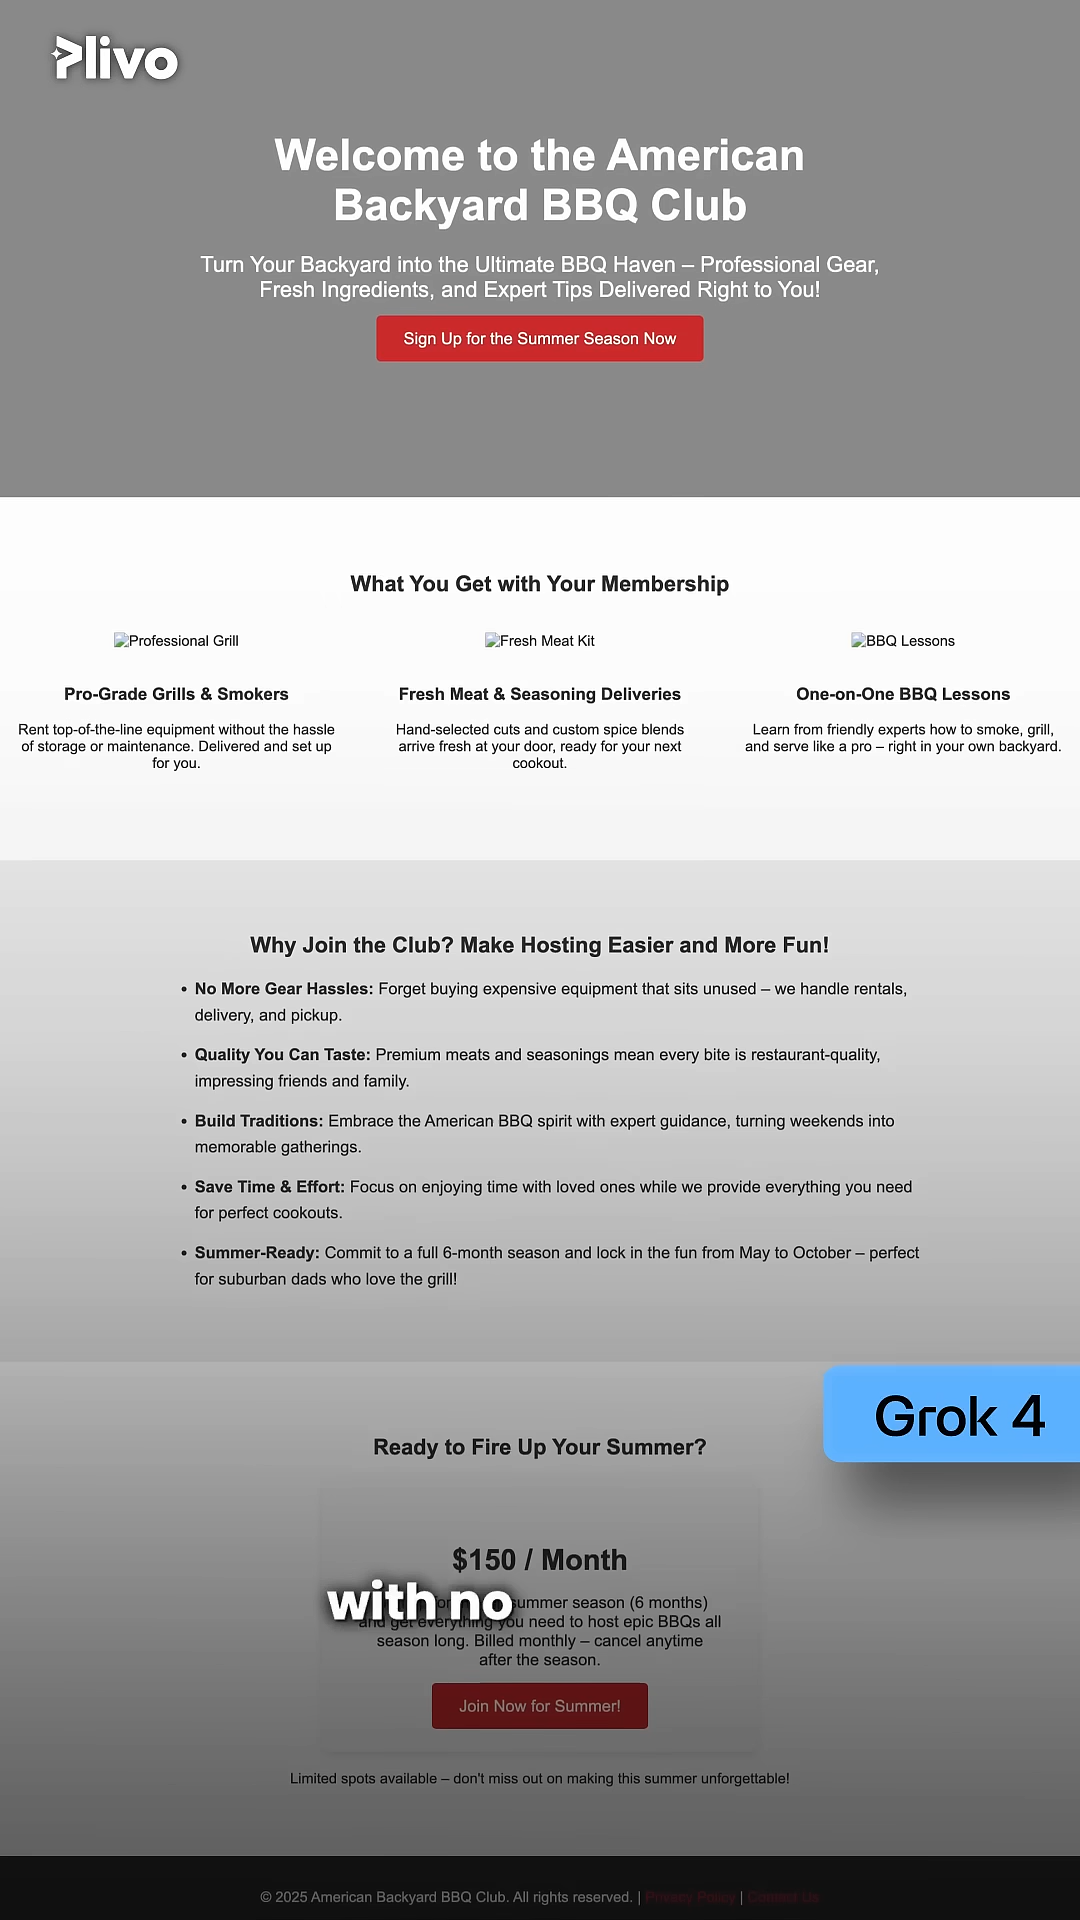 Plivo
Welcome to the American
Backyard BBQ Club
Turn Your Backyard into the Ultimate BBQ Haven – Professional Gear,
Fresh Ingredients, and Expert Tips Delivered Right to You!
Sign Up for the Summer Season Now
What You Get with Your Membership
Professional Grill
Fresh Meat Kit
BBQ Lessons
Pro-Grade Grills & Smokers
Rent top-of-the-line equipment without the hassle
of storage or maintenance. Delivered and set up
for you.
Fresh Meat & Seasoning Deliveries
Hand-selected cuts and custom spice blends
arrive fresh at your door, ready for your next
cookout.
One-on-One BBQ Lessons
Learn from friendly experts how to smoke, grill,
and serve like a pro – right in your own backyard.
Why Join the Club? Make Hosting Easier and More Fun!
• No More Gear Hassles: Forget buying expensive equipment that sits unused – we handle rentals,
delivery, and pickup.
• Quality You Can Taste: Premium meats and seasonings mean every bite is restaurant-quality,
impressing friends and family.
• Build Traditions: Embrace the American BBQ spirit with expert guidance, turning weekends into
memorable gatherings.
• Save Time & Effort: Focus on enjoying time with loved ones while we provide everything you need
for perfect cookouts.
• Summer-Ready: Commit to a full 6-month season and lock in the fun from May to October – perfect
for suburban dads who love the grill!
Grok 4
Ready to Fire Up Your Summer?
$150 / Month
with no
summer season (6 months)
and get everything you need to host epic BBQs all
season long. Billed monthly – cancel anytime
after the season.
Join Now for Summer!
Limited spots available – don't miss out on making this summer unforgettable!
© 2025 American Backyard BBQ Club. All rights reserved. | Privacy Policy | Contact Us